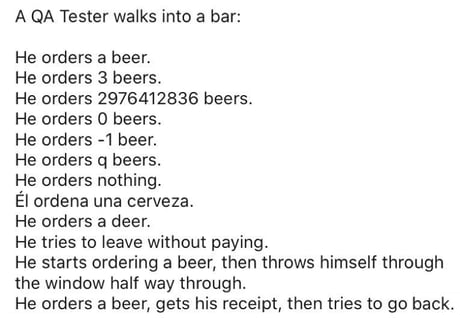 A QA Tester walks into a bar:
He orders a beer.
He orders 3 beers.
He orders 2976412836 beers.
He orders 0 beers.
He orders -1 beer.
He orders q beers.
He orders nothing.
Él ordena una cerveza.
He orders a deer.
He tries to leave without paying.
He starts ordering a beer, then throws himself through
the window half way through.
He orders a beer, gets his receipt, then tries to go back.